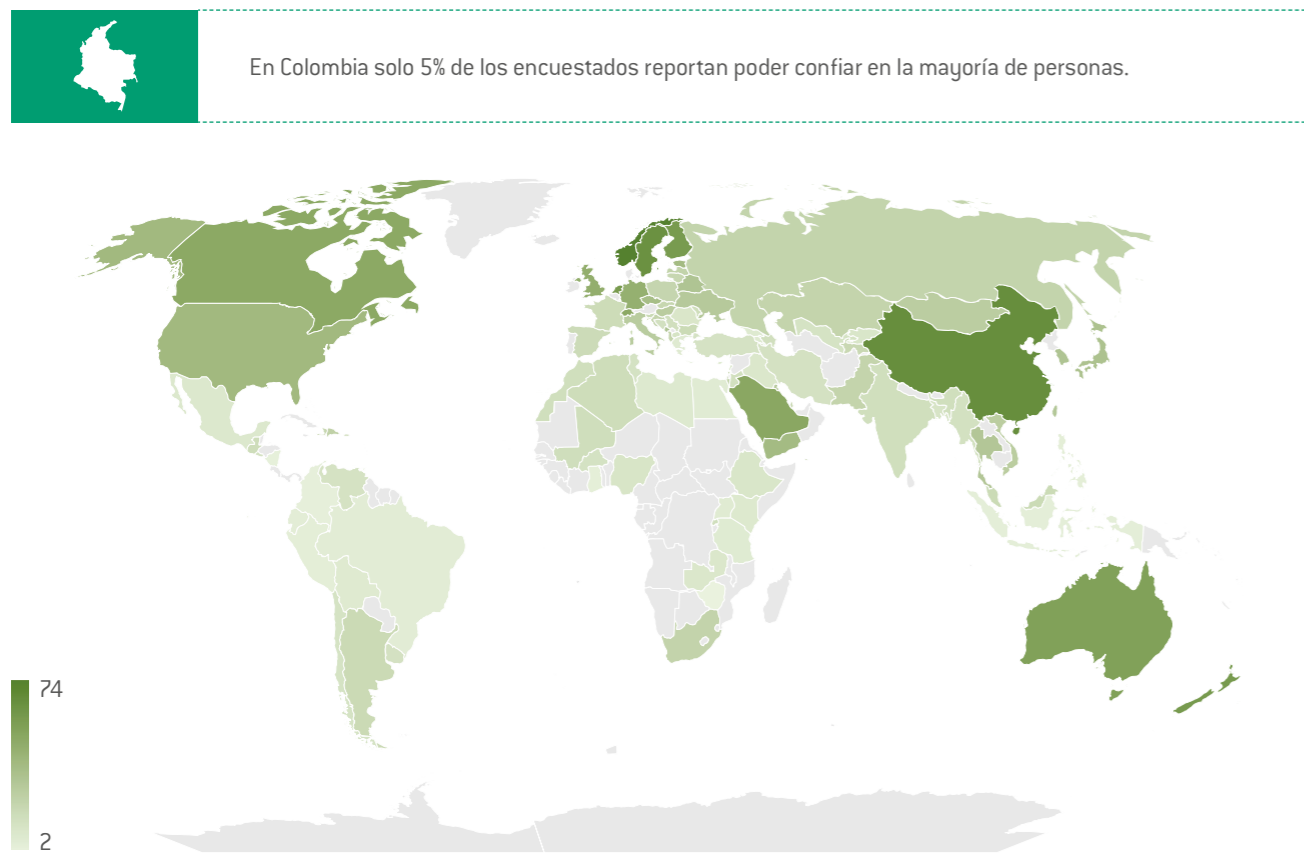 En Colombia solo 5% de los encuestados reportan poder confiar en la mayoría de personas.
74
2